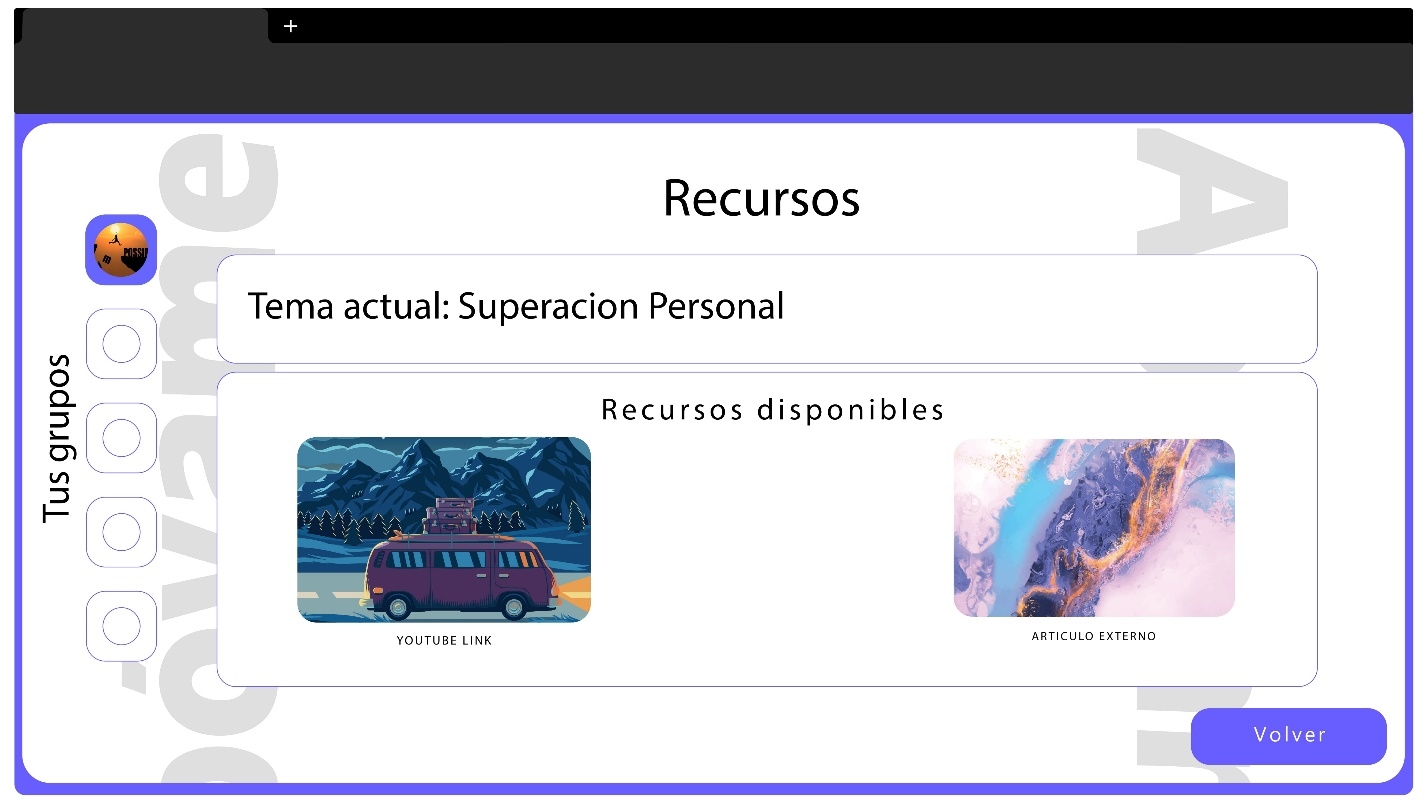 +
Recursos
Tus grupos
Tema actual: Superacion Personal
Recursos disponibles
YOUTUBE LINK
ARTICULO EXTERNO
Volver